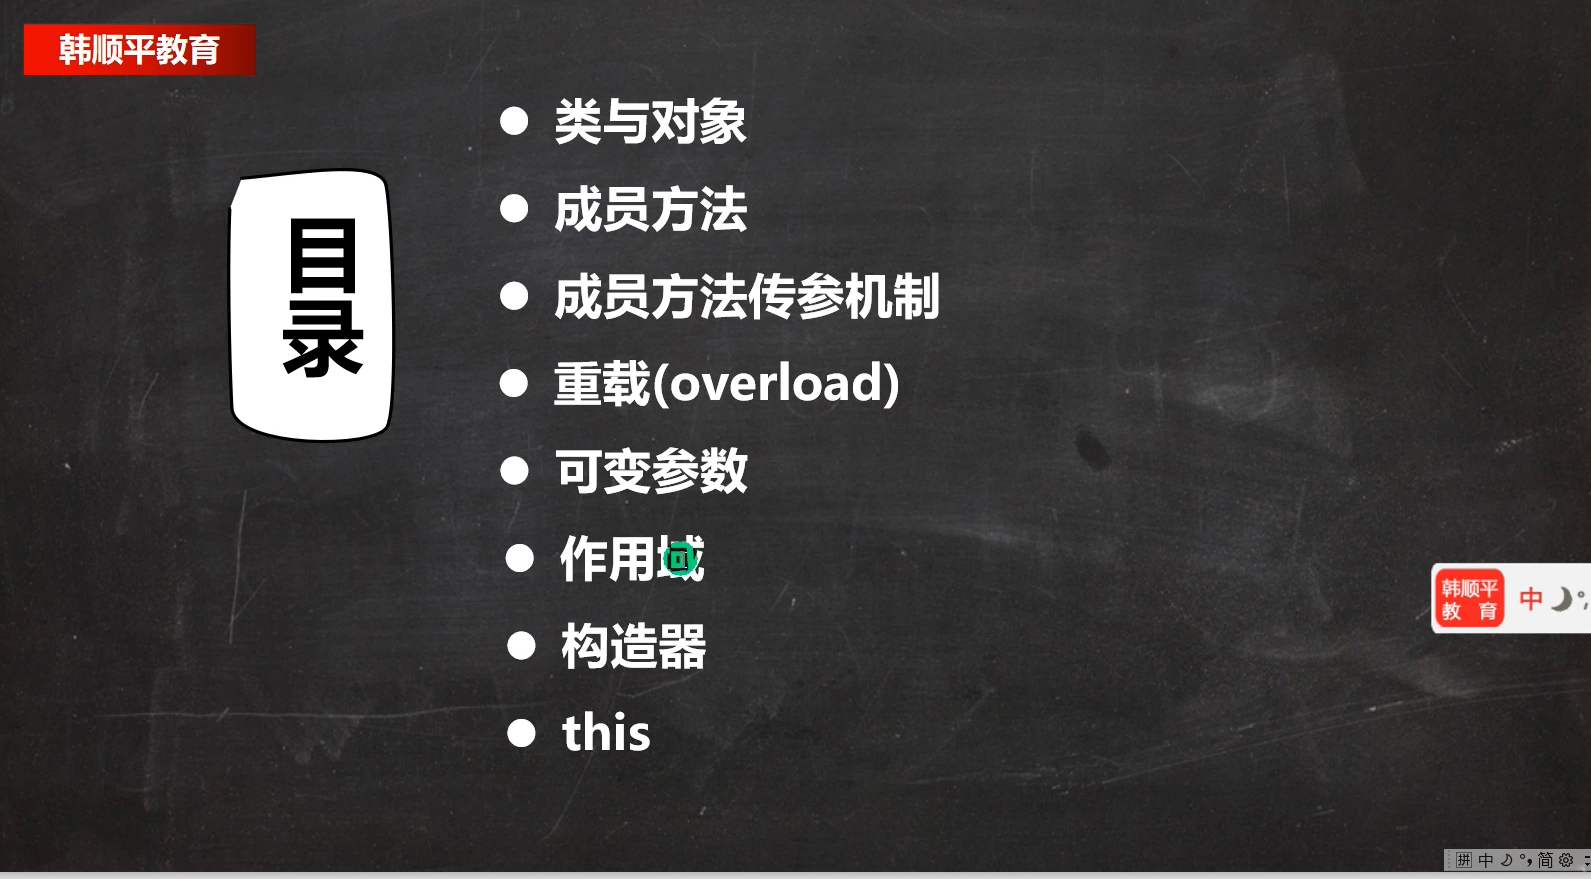 韩顺平教育
目录
类与对象
成员方法
成员方法传参机制
重载(overload)
可变参数
作用域
构造器
this
韩顺平
教 育
中
拼 中 简